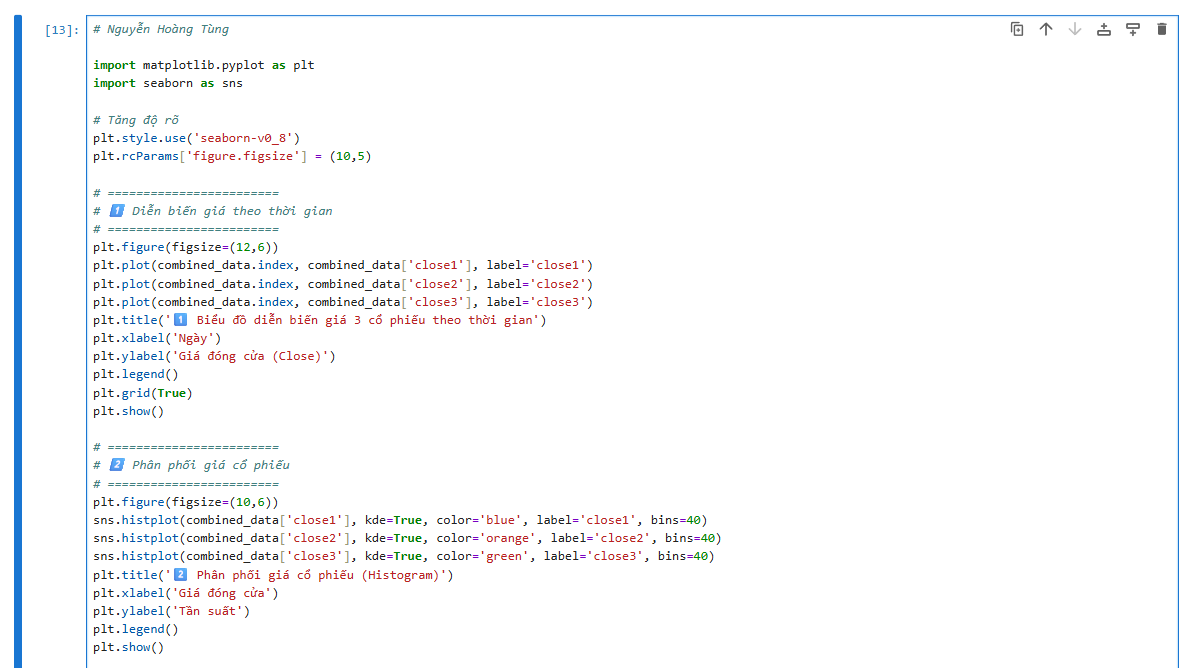 [13]:
# Nguyễn Hoàng Tùng
import matplotlib.pyplot as plt
import seaborn as sns
# Tăng độ rõ
plt.style.use('seaborn-v0_8')
plt.rcParams['figure.figsize'] = (10,5)
# ========================
# 1️⃣ Diễn biến giá theo thời gian
# ========================
plt.figure(figsize=(12,6))
plt.plot(combined_data.index, combined_data['close1'], label='close1')
plt.plot(combined_data.index, combined_data['close2'], label='close2')
plt.plot(combined_data.index, combined_data['close3'], label='close3')
plt.title('1️⃣ Biểu đồ diễn biến giá 3 cổ phiếu theo thời gian')
plt.xlabel('Ngày')
plt.ylabel('Giá đóng cửa (Close)')
plt.legend()
plt.grid(True)
plt.show()
# ========================
# 2️⃣ Phân phối giá cổ phiếu
# ========================
plt.figure(figsize=(10,6))
sns.histplot(combined_data['close1'], kde=True, color='blue', label='close1', bins=40)
sns.histplot(combined_data['close2'], kde=True, color='orange', label='close2', bins=40)
sns.histplot(combined_data['close3'], kde=True, color='green', label='close3', bins=40)
plt.title('2️⃣ Phân phối giá cổ phiếu (Histogram)')
plt.xlabel('Giá đóng cửa')
plt.ylabel('Tần suất')
plt.legend()
plt.show()